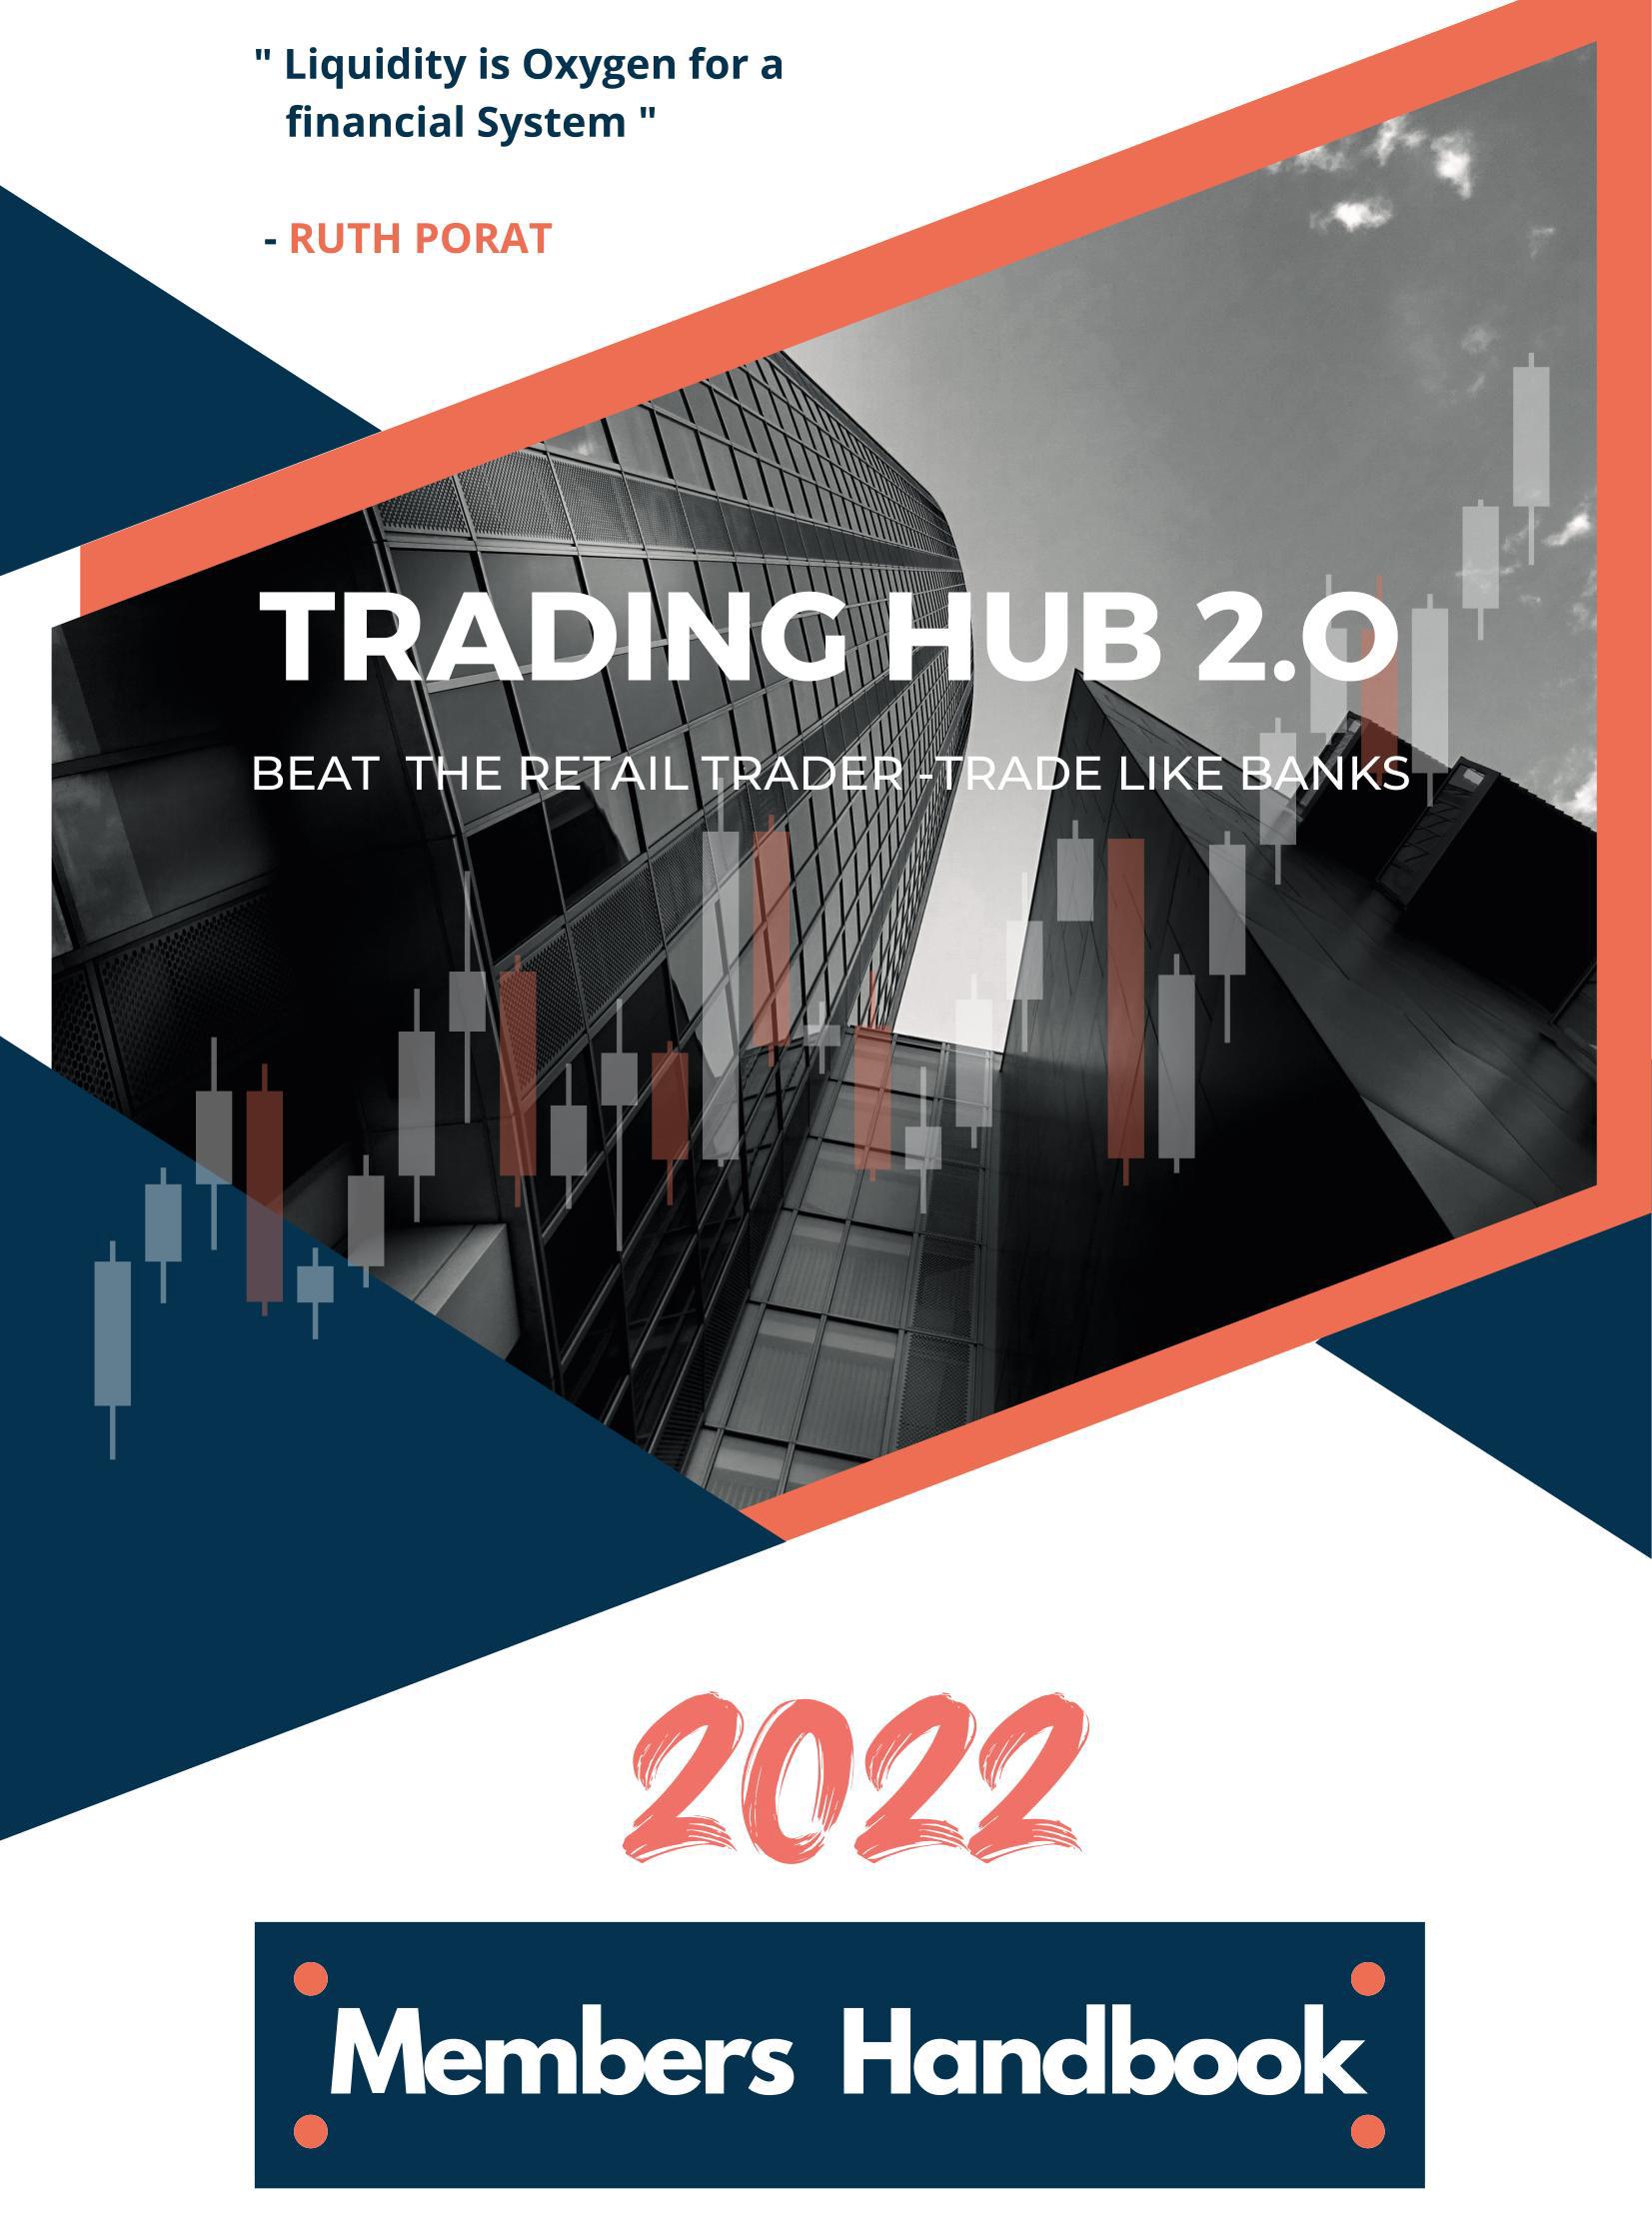 " Liquidity is Oxygen for a
financial System "
- RUTH PORAT
TRADING HUB 2.O
BEAT THE RETAIL TRADER -TRADE LIKE BANKS
2022
Members Handbook